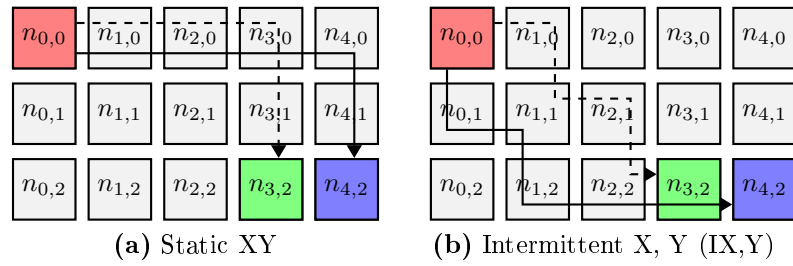 n0,0 n1,0 n2,0 n3,0 n4,0
n0,1 n1,1 n2,1 n3,1 n4,1
n0,2 n1,2 n2,2 n3,2 n4,2
(a) Static XY
n0,0 n1,0 n2,0 n3,0 n4,0
n0,1 n1,1 n2,1 n3,1 n4,1
n0,2 n1,2 n2,2 n3,2 n4,2
(b) Intermittent X, Y (IX,Y)